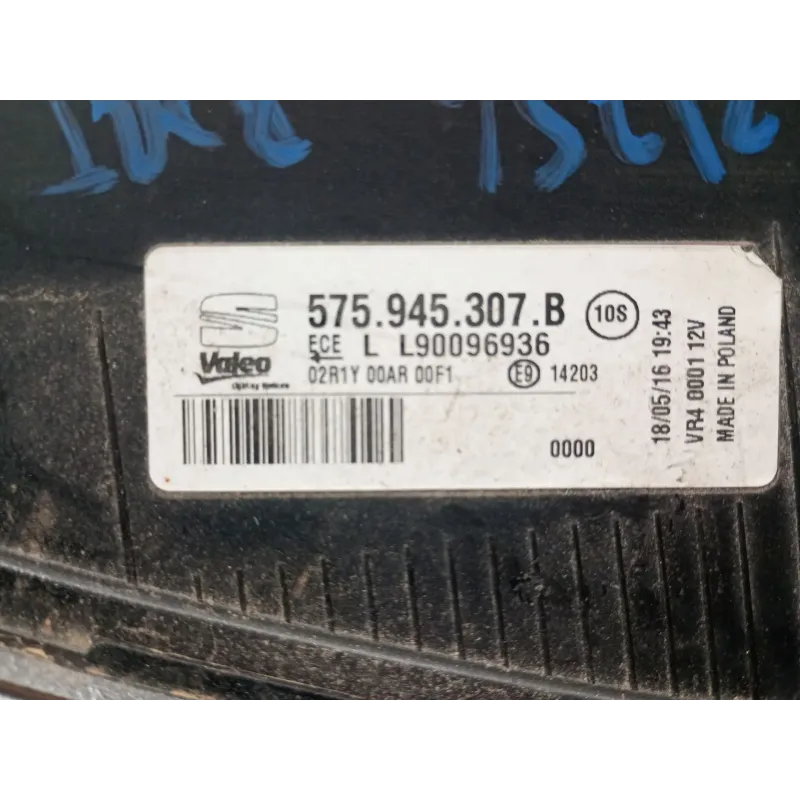 575.945.307.B 10S
Valeo ECE L L90096936
02R1Y 00AR 00F1 E9 14203
0000
18/05/16 19:43
VR4 0001 12V
MADE IN POLAND